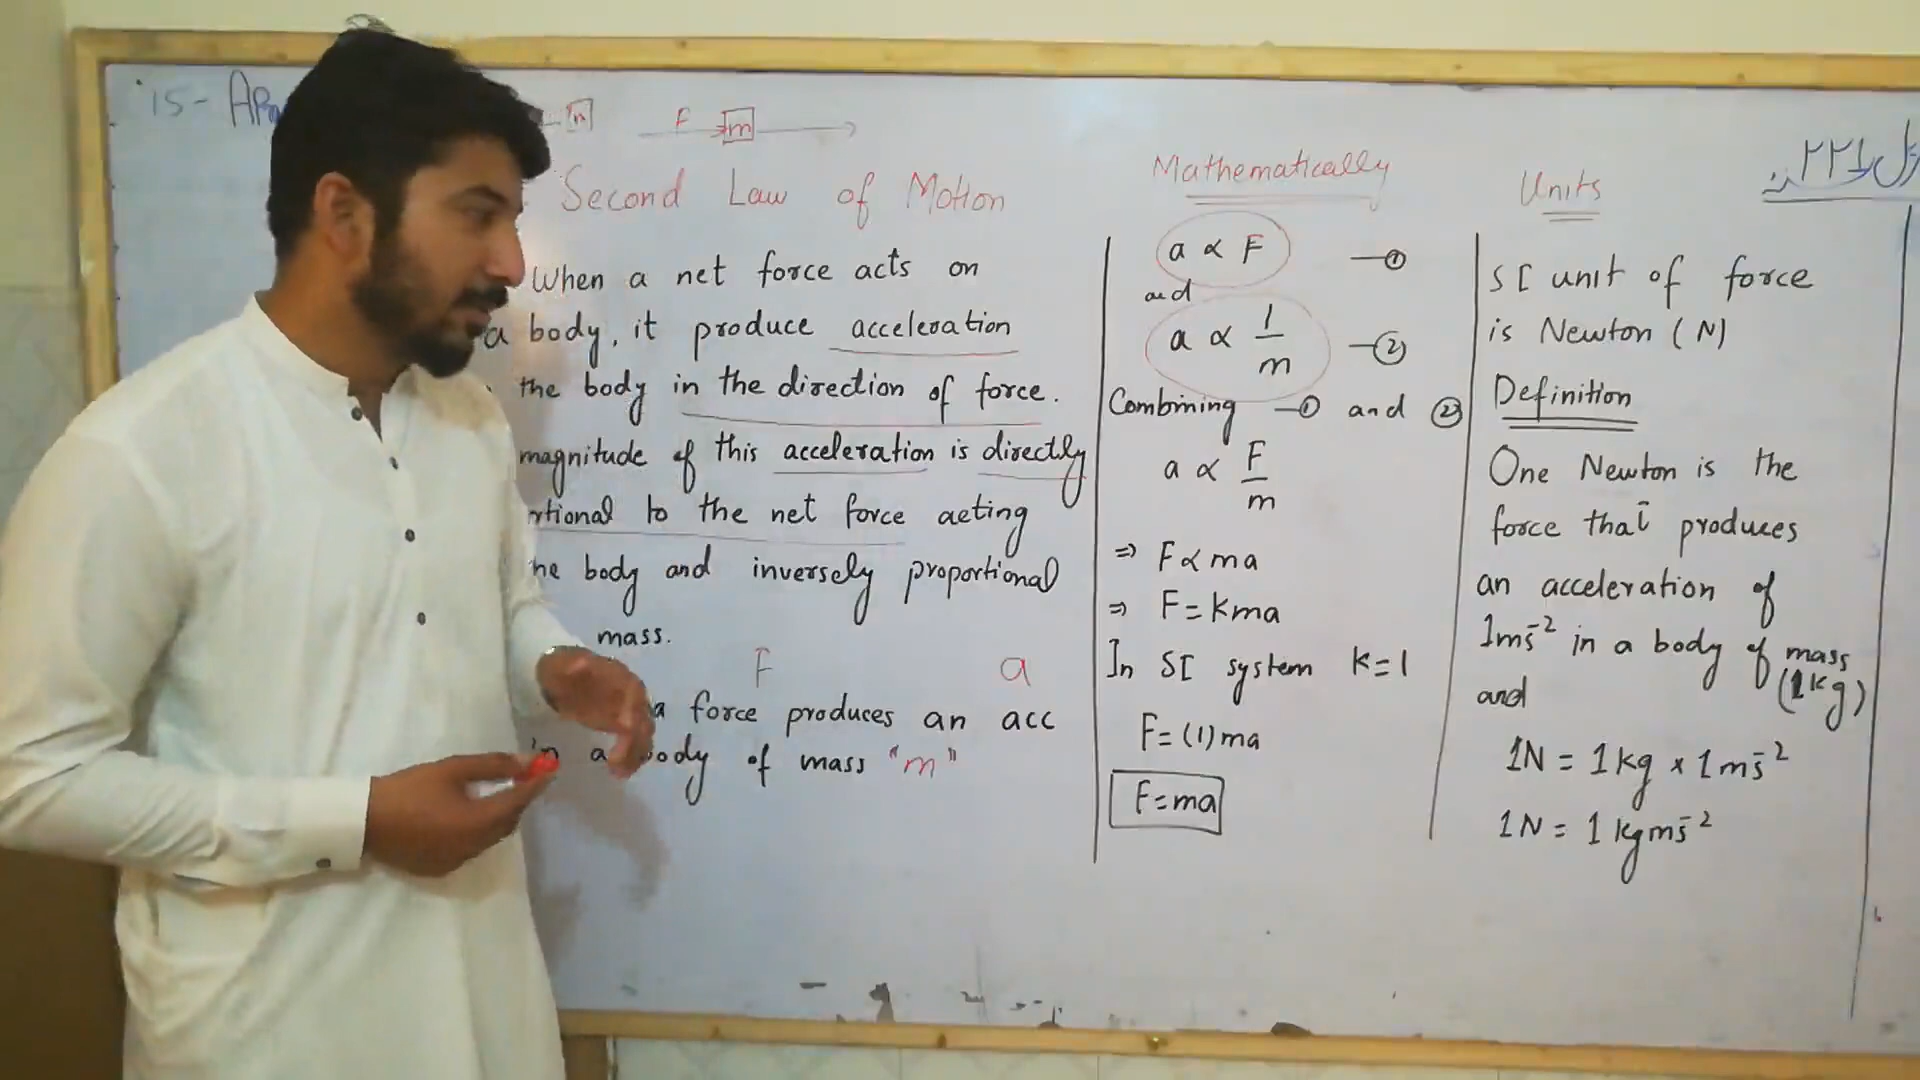 15- Apr
m F m
Second Law of Motion
When a net force acts on
a body, it produce acceleration
the body in the direction of force.
magnitude of this acceleration is directly
rtional to the net force acting
he body and inversely proportional
mass.
F a
a force produces an acc
in a body of mass "m"
Mathematically
a ∝ F —①
and
a ∝ 1/m —②
Combining —① and ②
a ∝ F/m
⇒ F ∝ ma
⇒ F = Kma
In SI system K=1
F = (1)ma
F=ma
Units
SI unit of force
is Newton (N)
Definition
One Newton is the
force that produces
an acceleration of
1ms⁻² in a body of mass
and (1kg)
1N = 1kg x 1ms⁻²
1N = 1kgms⁻²